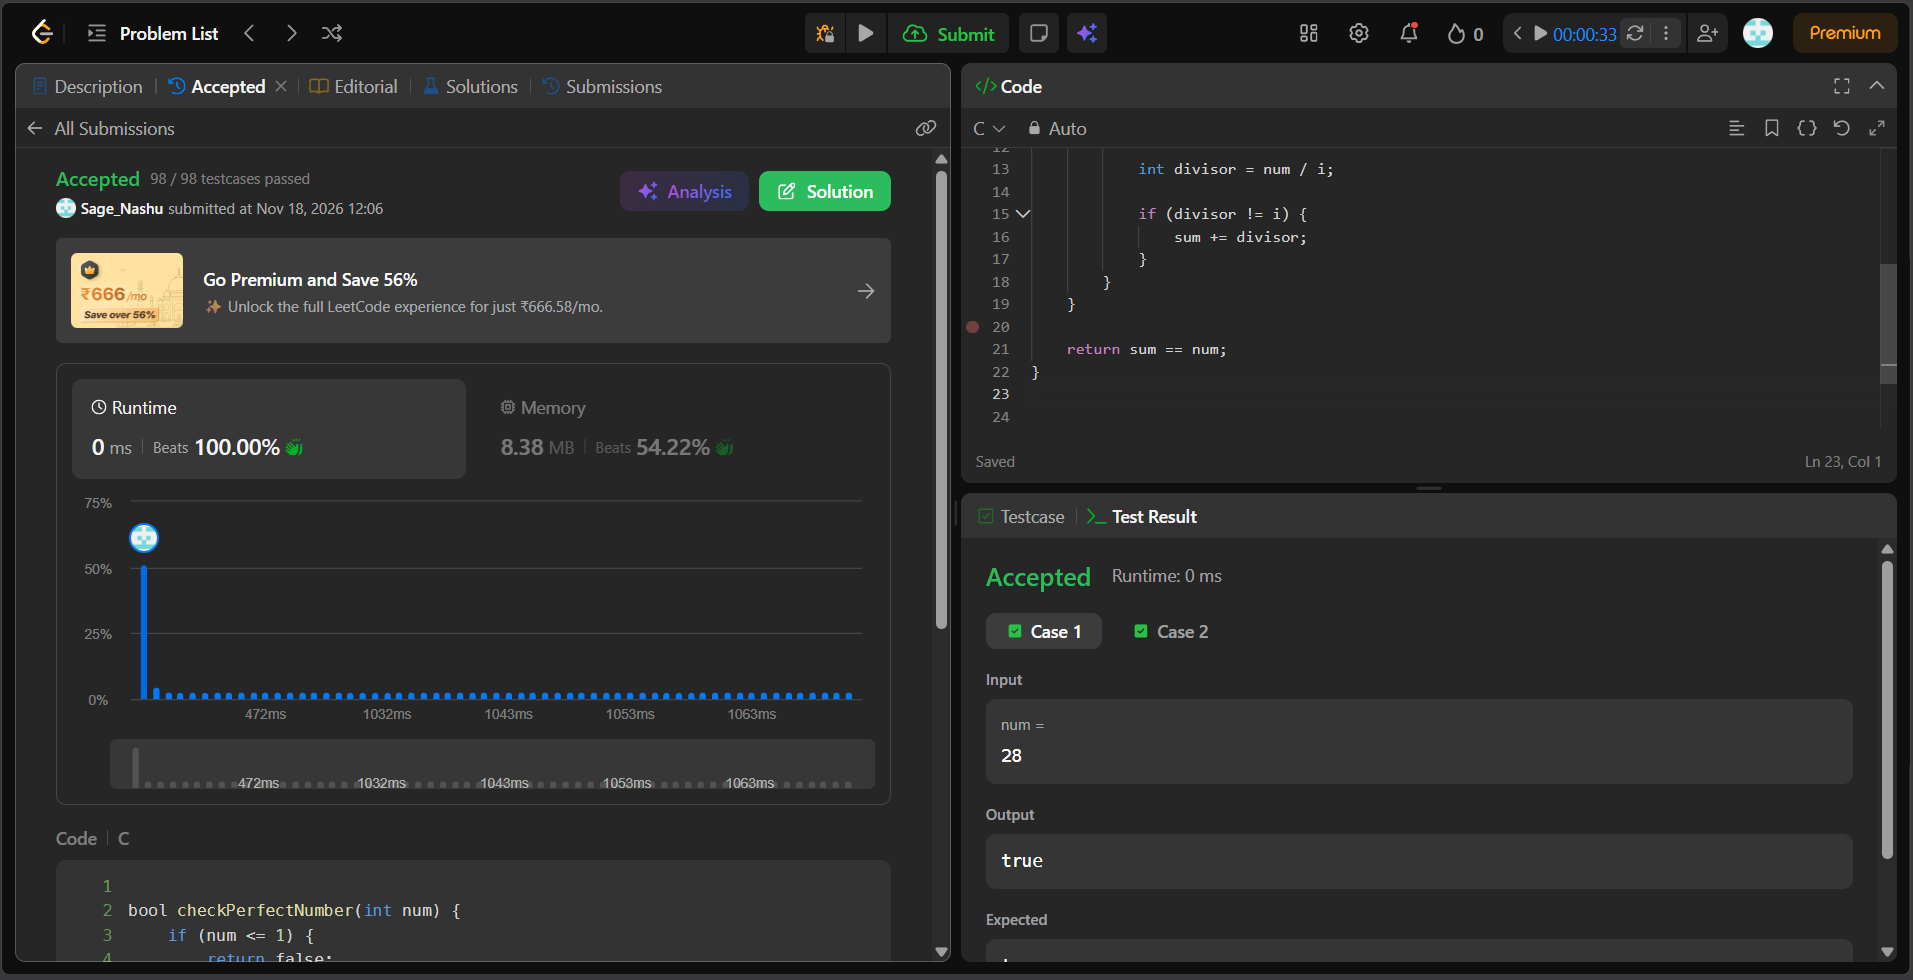 Problem List
Submit
0
00:00:33
Premium
Description
Accepted
Editorial
Solutions
Submissions
All Submissions
Accepted 98 / 98 testcases passed
Sage_Nashu submitted at Nov 18, 2026 12:06
Analysis
Solution
₹666 /mo
Save over 56%
Go Premium and Save 56%
✨ Unlock the full LeetCode experience for just ₹666.58/mo.
Runtime
0 ms Beats 100.00%
Memory
8.38 MB Beats 54.22%
75%
50%
25%
0%
472ms 1032ms 1043ms 1053ms 1063ms
472ms 1032ms 1043ms 1053ms 1063ms
Code C
1
2 bool checkPerfectNumber(int num) {
3 if (num <= 1) {
4 return false;
</> Code
C Auto
12
13 int divisor = num / i;
14
15 if (divisor != i) {
16 sum += divisor;
17 }
18 }
19 }
20
21 return sum == num;
22 }
23
24
Saved
Ln 23, Col 1
Testcase
Test Result
Accepted Runtime: 0 ms
Case 1 Case 2
Input
num =
28
Output
true
Expected